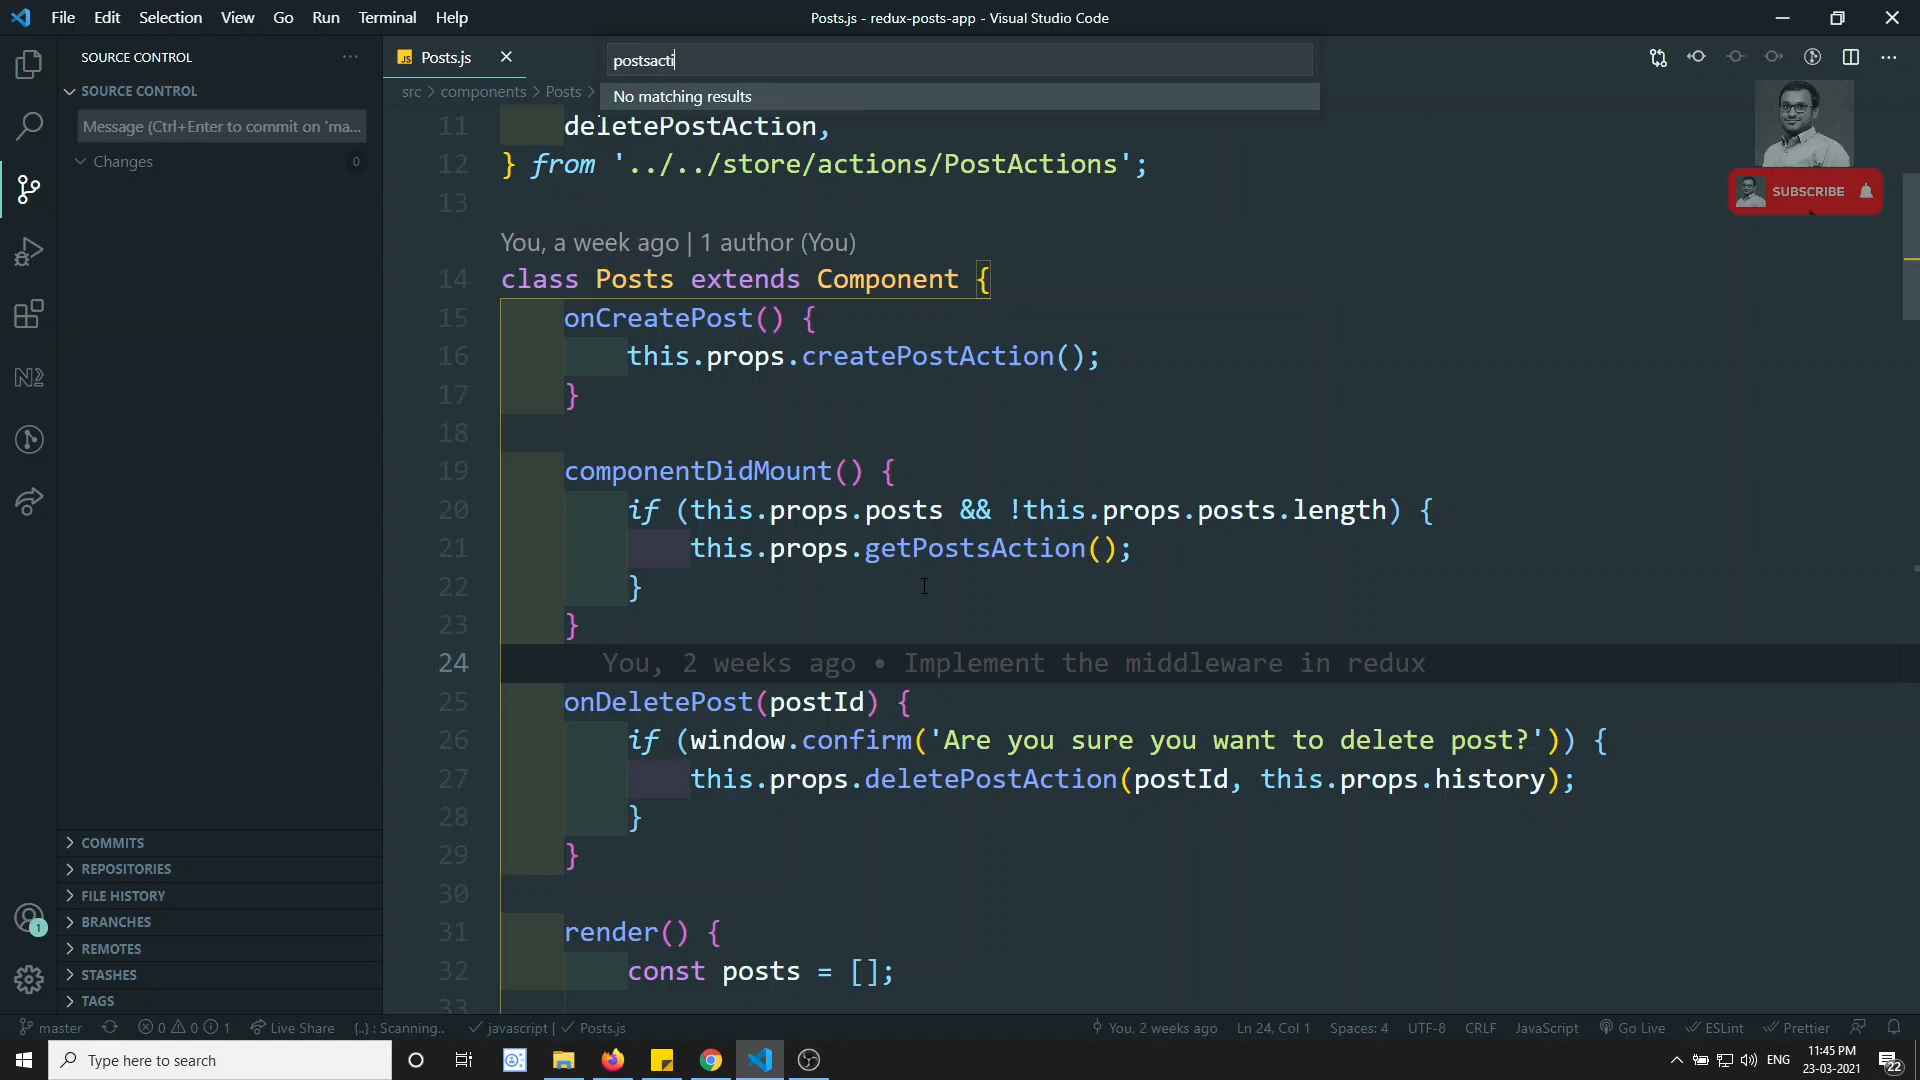 File Edit Selection View Go Run Terminal Help
Posts.js - redux-posts-app - Visual Studio Code
SOURCE CONTROL
SOURCE CONTROL
Message (Ctrl+Enter to commit on 'ma...
Changes 0
COMMITS
REPOSITORIES
FILE HISTORY
BRANCHES
REMOTES
STASHES
TAGS
1
JS Posts.js
postsacti
No matching results
src > components > Posts >
SUBSCRIBE
11 deletePostAction,
12 } from '../../store/actions/PostActions';
13
You, a week ago | 1 author (You)
14 class Posts extends Component {
15 onCreatePost() {
16 this.props.createPostAction();
17 }
18
19 componentDidMount() {
20 if (this.props.posts && !this.props.posts.length) {
21 this.props.getPostsAction();
22 }
23 }
24 You, 2 weeks ago • Implement the middleware in redux
25 onDeletePost(postId) {
26 if (window.confirm('Are you sure you want to delete post?')) {
27 this.props.deletePostAction(postId, this.props.history);
28 }
29 }
30
31 render() {
32 const posts = [];
33
master 0 0 1 Live Share {..} : Scanning.. javascript | Posts.js
You, 2 weeks ago Ln 24, Col 1 Spaces: 4 UTF-8 CRLF JavaScript Go Live ESLint Prettier
Type here to search
ENG
11:45 PM
23-03-2021
22